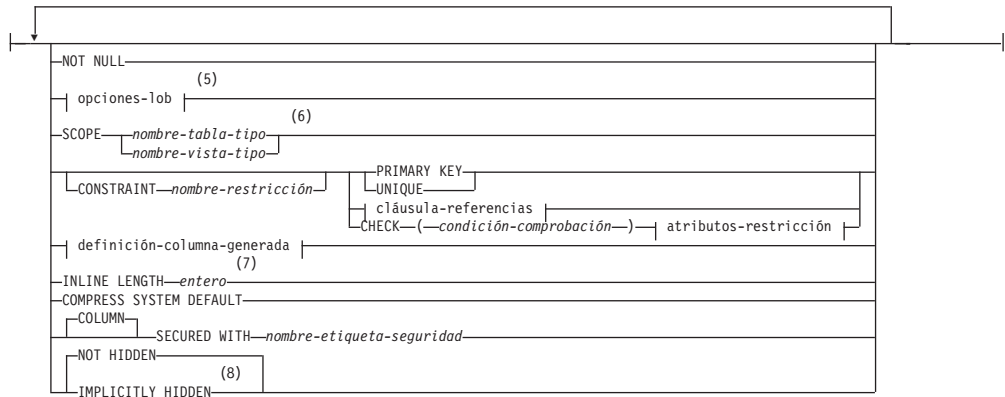 NOT NULL
(5)
opciones-lob
(6)
SCOPE nombre-tabla-tipo
nombre-vista-tipo
PRIMARY KEY
CONSTRAINT nombre-restricción UNIQUE
cláusula-referencias
CHECK ( condición-comprobación ) atributos-restricción
definición-columna-generada
(7)
INLINE LENGTH entero
COMPRESS SYSTEM DEFAULT
COLUMN
SECURED WITH nombre-etiqueta-seguridad
NOT HIDDEN
(8)
IMPLICITLY HIDDEN